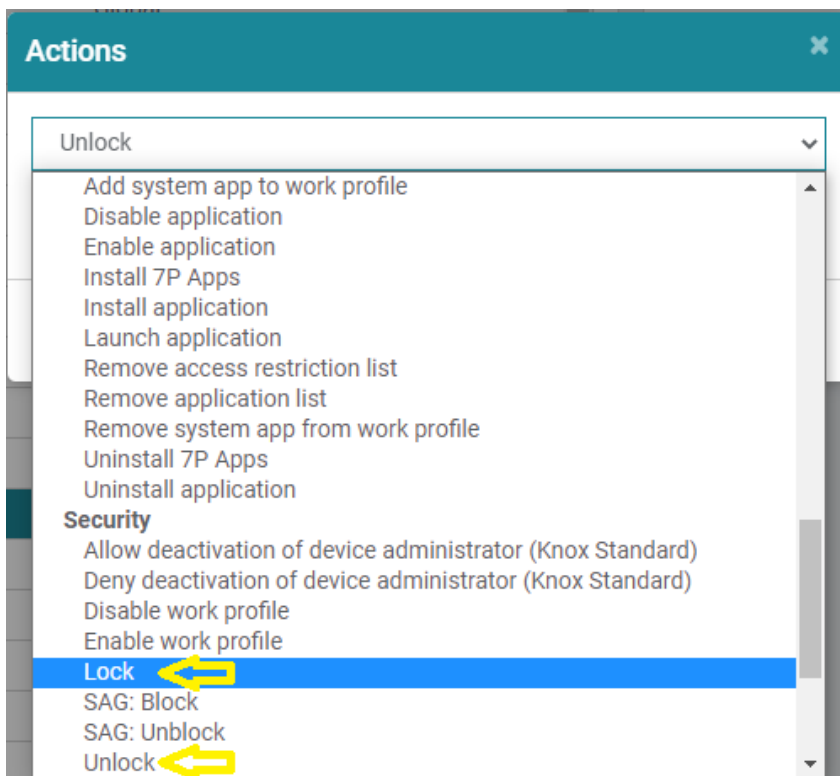 Actions
Unlock
Add system app to work profile
Disable application
Enable application
Install 7P Apps
Install application
Launch application
Remove access restriction list
Remove application list
Remove system app from work profile
Uninstall 7P Apps
Uninstall application
Security
Allow deactivation of device administrator (Knox Standard)
Deny deactivation of device administrator (Knox Standard)
Disable work profile
Enable work profile
Lock
SAG: Block
SAG: Unblock
Unlock